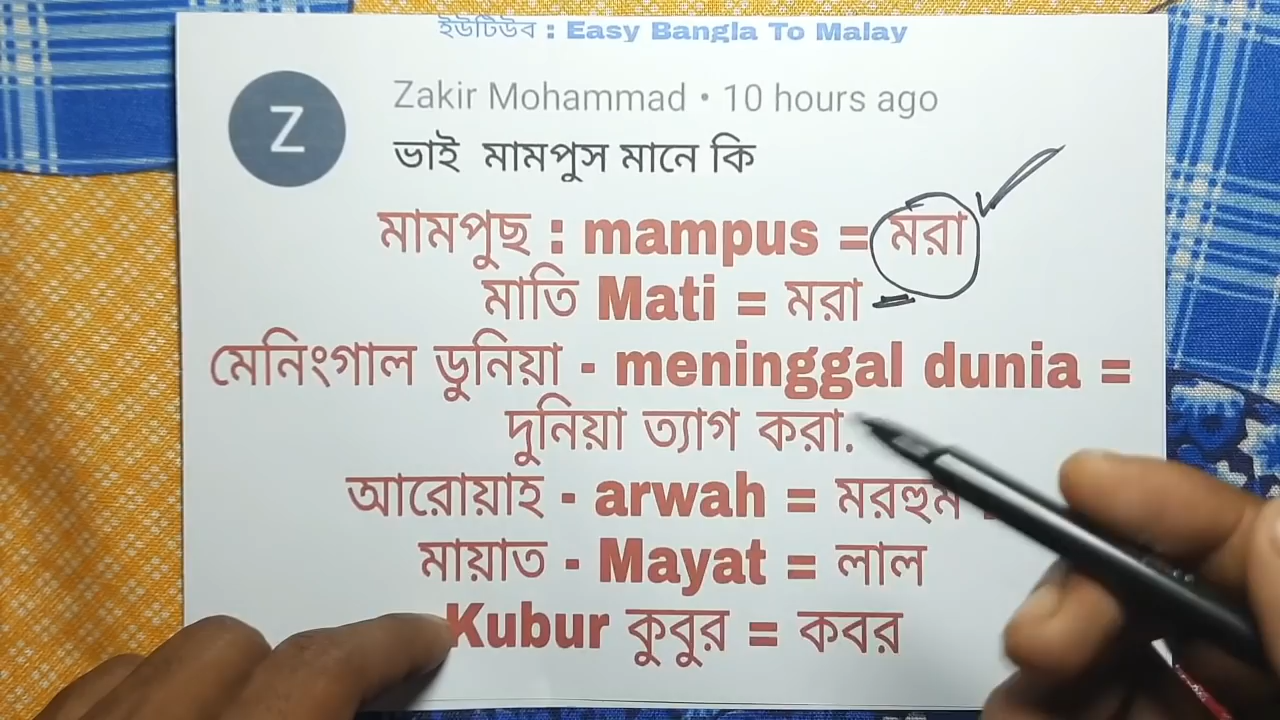 ইউটিউব : Easy Bangla To Malay
Z
Zakir Mohammad • 10 hours ago
ভাই মামপুস মানে কি
মামপুছ : mampus = মরা
মাতি Mati = মরা
মেনিংগাল ডুনিয়া - meninggal dunia =
দুনিয়া ত্যাগ করা.
আরোয়াহ - arwah = মরহুম
মায়াত - Mayat = লাল
Kubur কুবুর = কবর